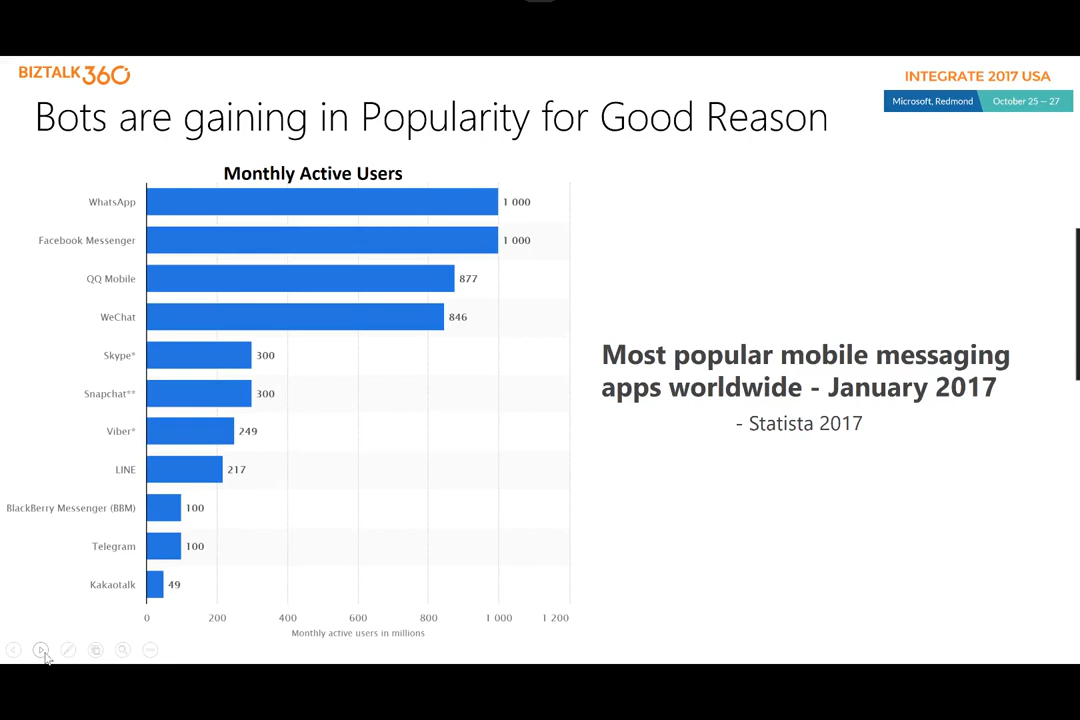 BIZTALK360
INTEGRATE 2017 USA
Microsoft, Redmond October 25 – 27
Bots are gaining in Popularity for Good Reason
Monthly Active Users
WhatsApp 1 000
Facebook Messenger 1 000
QQ Mobile 877
WeChat 846
Skype* 300
Snapchat** 300
Viber* 249
LINE 217
BlackBerry Messenger (BBM) 100
Telegram 100
Kakaotalk 49
0 200 400 600 800 1 000 1 200
Monthly active users in millions
Most popular mobile messaging
apps worldwide - January 2017
- Statista 2017